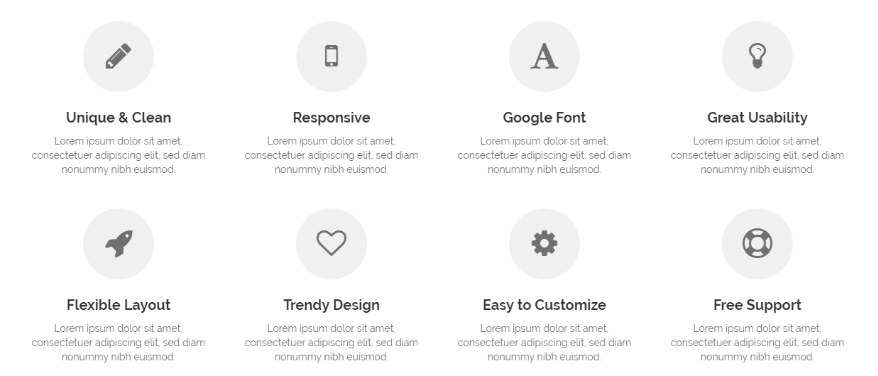 Unique & Clean
Lorem ipsum dolor sit amet,
consectetuer adipiscing elit, sed diam
nonummy nibh euismod.
Responsive
Lorem ipsum dolor sit amet,
consectetuer adipiscing elit, sed diam
nonummy nibh euismod.
A
Google Font
Lorem ipsum dolor sit amet,
consectetuer adipiscing elit, sed diam
nonummy nibh euismod.
Great Usability
Lorem ipsum dolor sit amet,
consectetuer adipiscing elit, sed diam
nonummy nibh euismod.
Flexible Layout
Lorem ipsum dolor sit amet,
consectetuer adipiscing elit, sed diam
nonummy nibh euismod.
Trendy Design
Lorem ipsum dolor sit amet,
consectetuer adipiscing elit, sed diam
nonummy nibh euismod.
Easy to Customize
Lorem ipsum dolor sit amet,
consectetuer adipiscing elit, sed diam
nonummy nibh euismod.
Free Support
Lorem ipsum dolor sit amet,
consectetuer adipiscing elit, sed diam
nonummy nibh euismod.